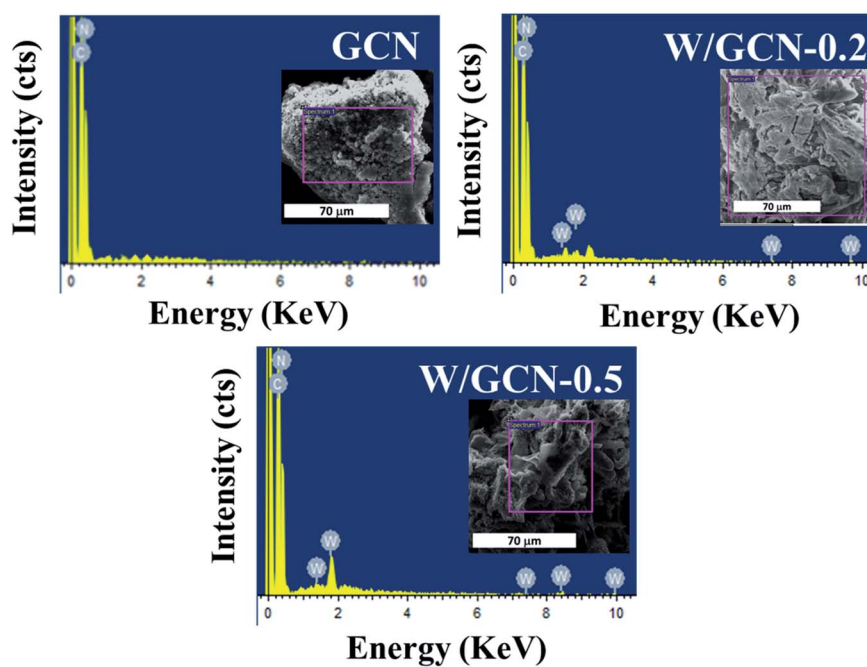 GCN
N
C
Spectrum 1
70 μm
Intensity (cts)
0 2 4 6 8 10
Energy (KeV)
W/GCN-0.2
N
C
Spectrum 1
W
W
W
W
70 μm
Intensity (cts)
0 2 4 6 8 10
Energy (KeV)
W/GCN-0.5
N
C
Spectrum 1
W
W
W
W
W
70 μm
Intensity (cts)
0 2 4 6 8 10
Energy (KeV)